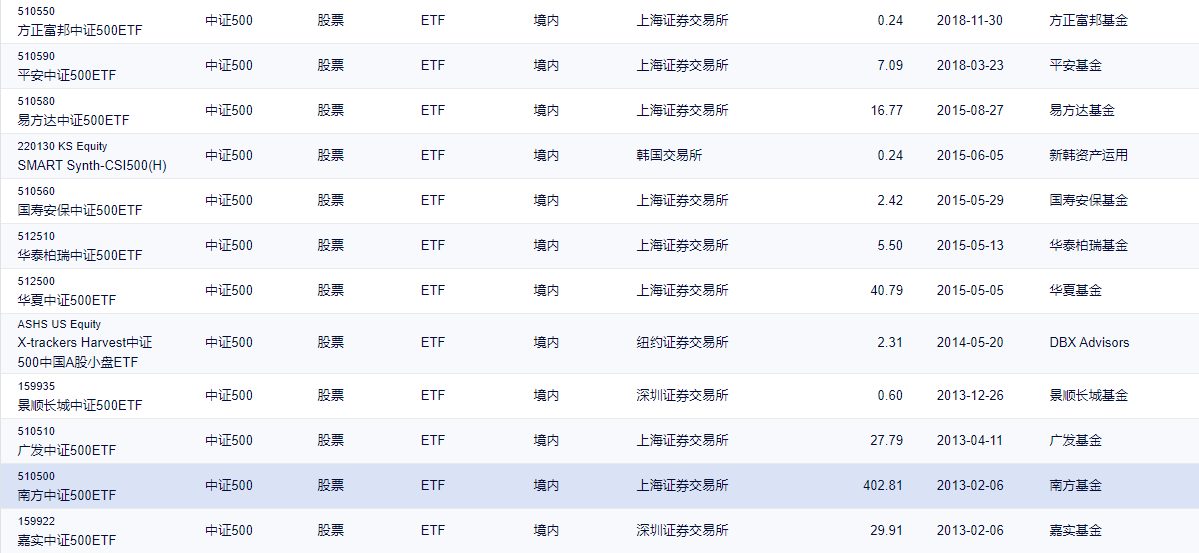 510550
方正富邦中证500ETF 中证500 股票 ETF 境内 上海证券交易所 0.24 2018-11-30 方正富邦基金
510590
平安中证500ETF 中证500 股票 ETF 境内 上海证券交易所 7.09 2018-03-23 平安基金
510580
易方达中证500ETF 中证500 股票 ETF 境内 上海证券交易所 16.77 2015-08-27 易方达基金
220130 KS Equity
SMART Synth-CSI500(H) 中证500 股票 ETF 境内 韩国交易所 0.24 2015-06-05 新韩资产运用
510560
国寿安保中证500ETF 中证500 股票 ETF 境内 上海证券交易所 2.42 2015-05-29 国寿安保基金
512510
华泰柏瑞中证500ETF 中证500 股票 ETF 境内 上海证券交易所 5.50 2015-05-13 华泰柏瑞基金
512500
华夏中证500ETF 中证500 股票 ETF 境内 上海证券交易所 40.79 2015-05-05 华夏基金
ASHS US Equity
X-trackers Harvest中证 中证500 股票 ETF 境内 纽约证券交易所 2.31 2014-05-20 DBX Advisors
500中国A股小盘ETF
159935
景顺长城中证500ETF 中证500 股票 ETF 境内 深圳证券交易所 0.60 2013-12-26 景顺长城基金
510510
广发中证500ETF 中证500 股票 ETF 境内 上海证券交易所 27.79 2013-04-11 广发基金
510500
南方中证500ETF 中证500 股票 ETF 境内 上海证券交易所 402.81 2013-02-06 南方基金
159922
嘉实中证500ETF 中证500 股票 ETF 境内 深圳证券交易所 29.91 2013-02-06 嘉实基金